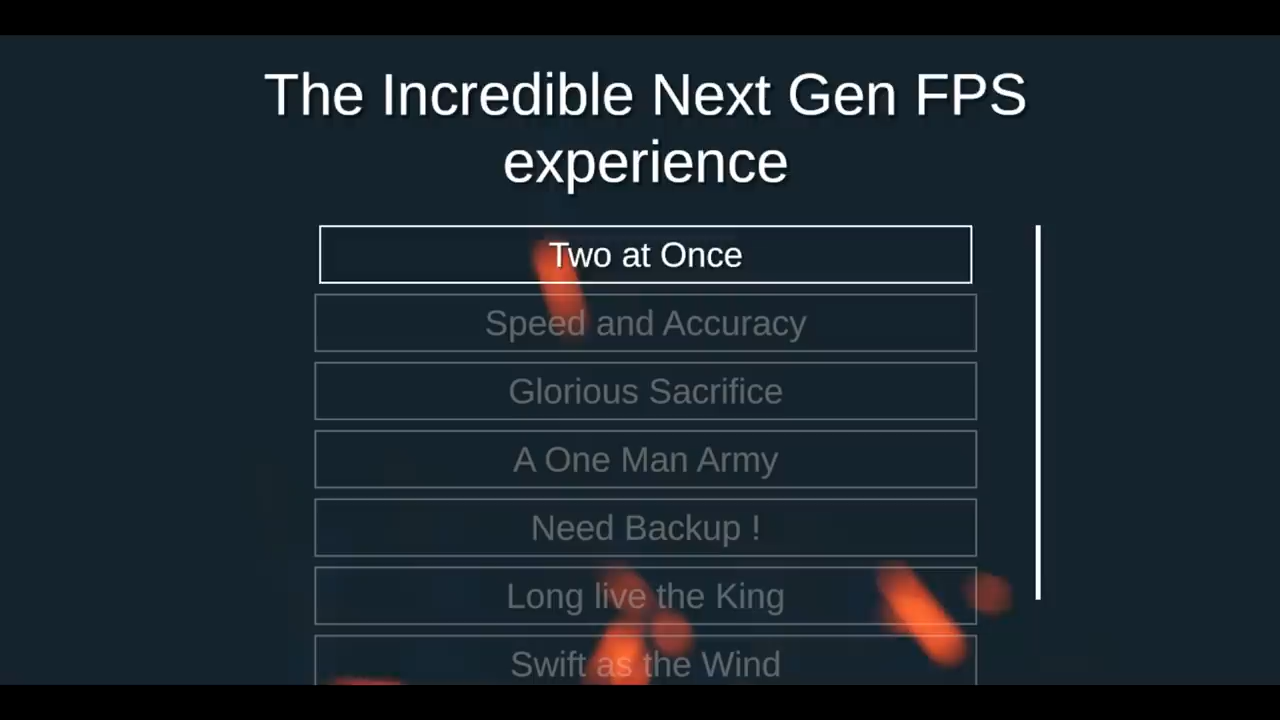 The Incredible Next Gen FPS
experience
Two at Once
Speed and Accuracy
Glorious Sacrifice
A One Man Army
Need Backup !
Long live the King
Swift as the Wind